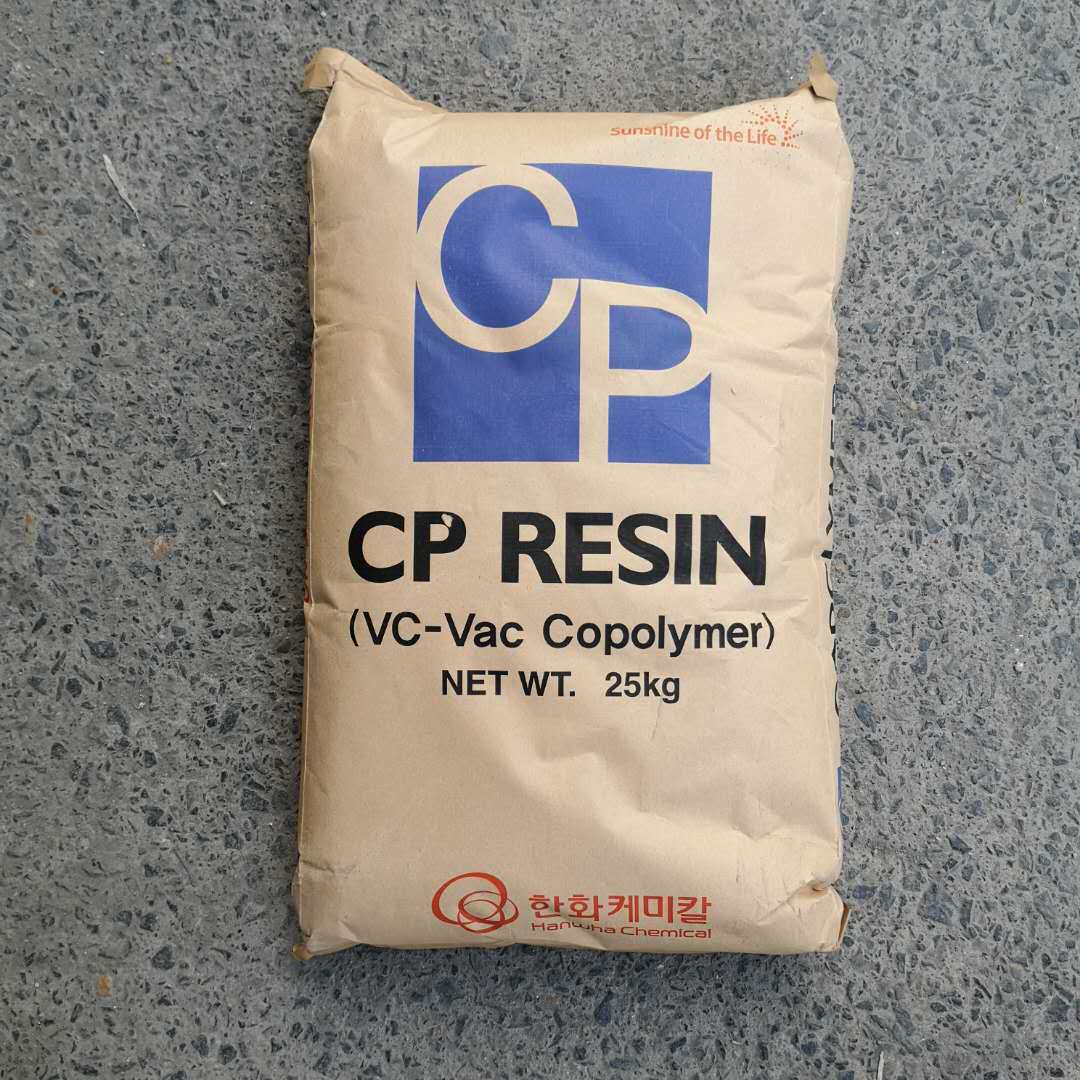 sunshine of the Life
CP
CP RESIN
(VC-Vac Copolymer)
NET WT. 25kg
한화케미칼
Hanwha Chemical